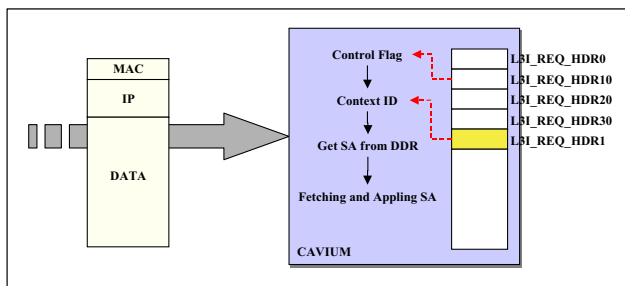 MAC
IP
DATA
Control Flag
Context ID
Get SA from DDR
Fetching and Appling SA
CAVIUM
L3I_REQ_HDR0
L3I_REQ_HDR10
L3I_REQ_HDR20
L3I_REQ_HDR30
L3I_REQ_HDR1